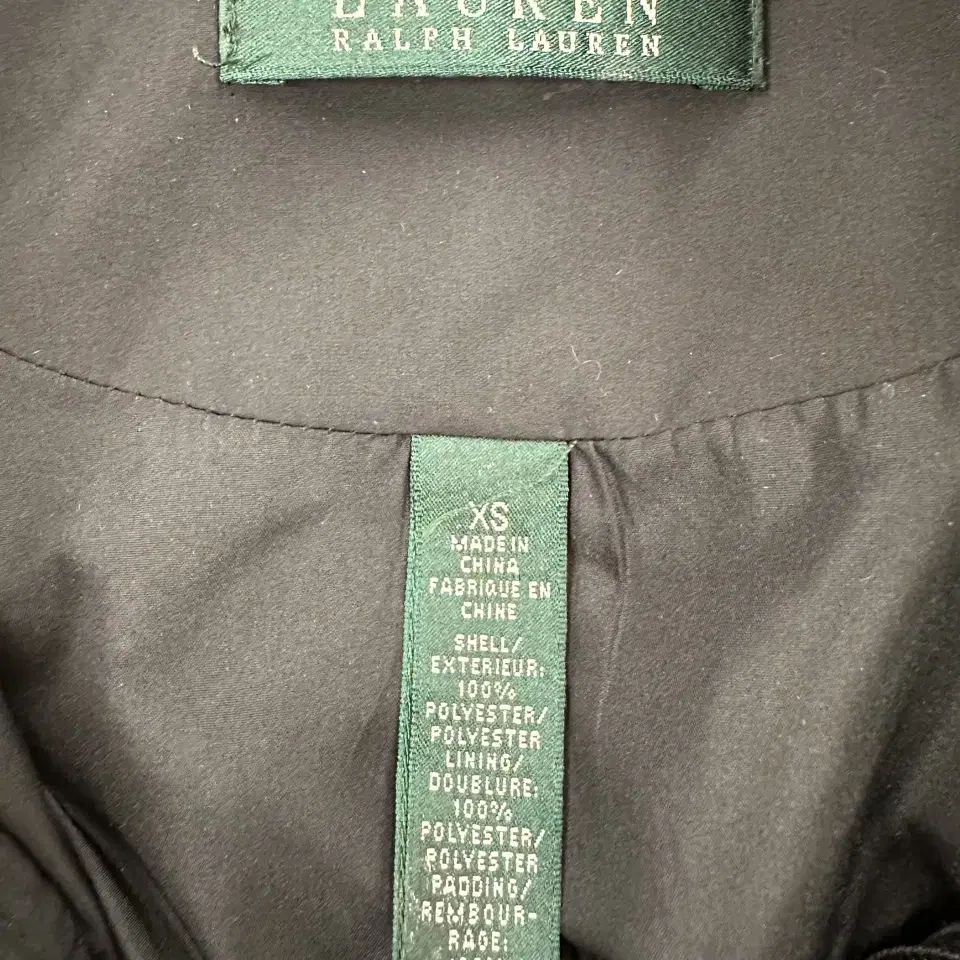 LAUREN
RALPH LAUREN
XS
MADE IN
CHINA
FABRIQUE EN
CHINE
SHELL/
EXTERIEUR:
100%
POLYESTER/
POLYESTER
LINING/
DOUBLURE:
100%
POLYESTER/
POLYESTER
PADDING/
REMBOUR-
RAGE: